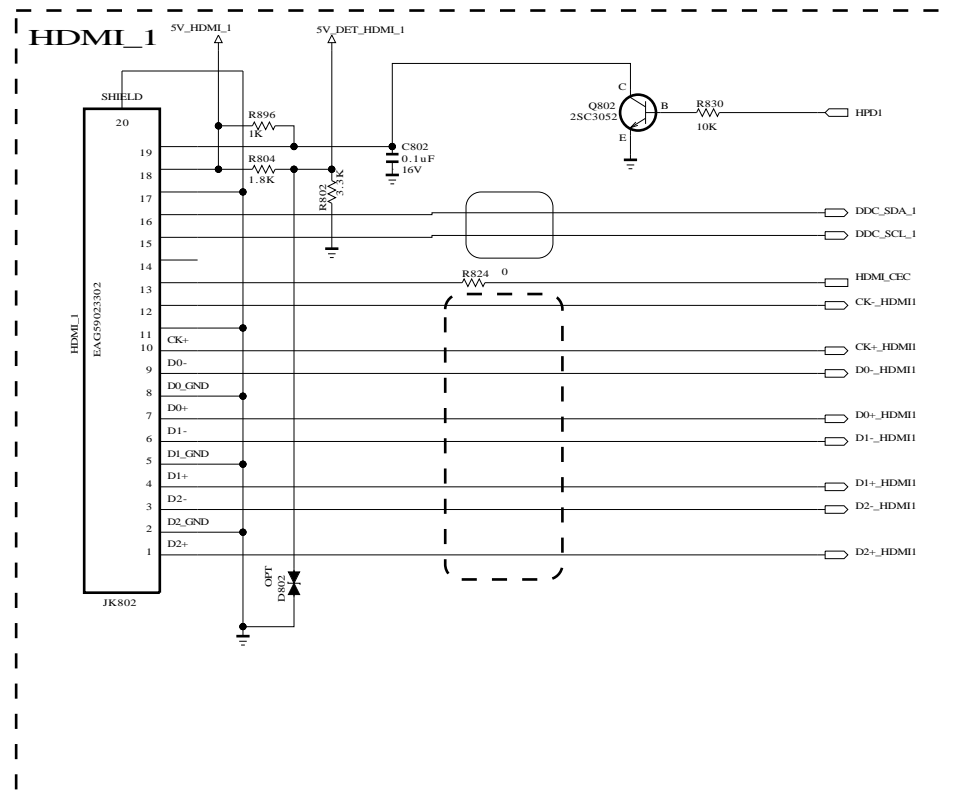 HDMI_1
5V_HDMI_1
5V_DET_HDMI_1
SHIELD
20
R896
1K
C
Q802
2SC3052
B
E
R830
10K
HPD1
19
C802
0.1uF
16V
18
R804
1.8K
R802
3.3K
17
16
DDC_SDA_1
15
DDC_SCL_1
14
R824
0
13
HDMI_CEC
12
CK-_HDMI1
HDMI_1
EAG59023302
11
10
CK+
CK+_HDMI1
9
D0-
D0-_HDMI1
8
D0_GND
7
D0+
D0+_HDMI1
6
D1-
D1-_HDMI1
5
D1_GND
4
D1+
D1+_HDMI1
3
D2-
D2-_HDMI1
2
D2_GND
1
D2+
D2+_HDMI1
OPT
D802
JK802